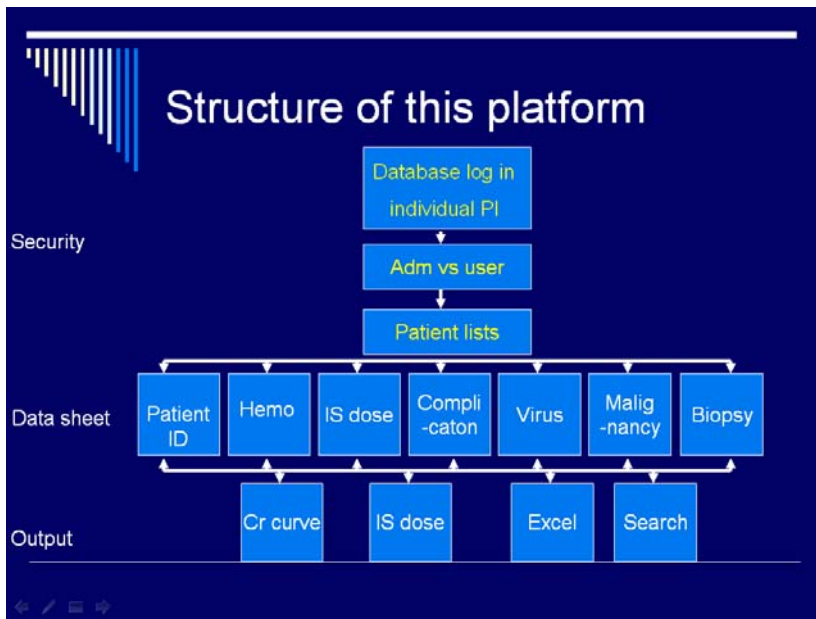 Structure of this platform
Database log in
individual PI
Security
Adm vs user
Patient lists
Data sheet
Patient
ID
Hemo
IS dose
Compli
-caton
Virus
Malig
-nancy
Biopsy
Output
Cr curve
IS dose
Excel
Search